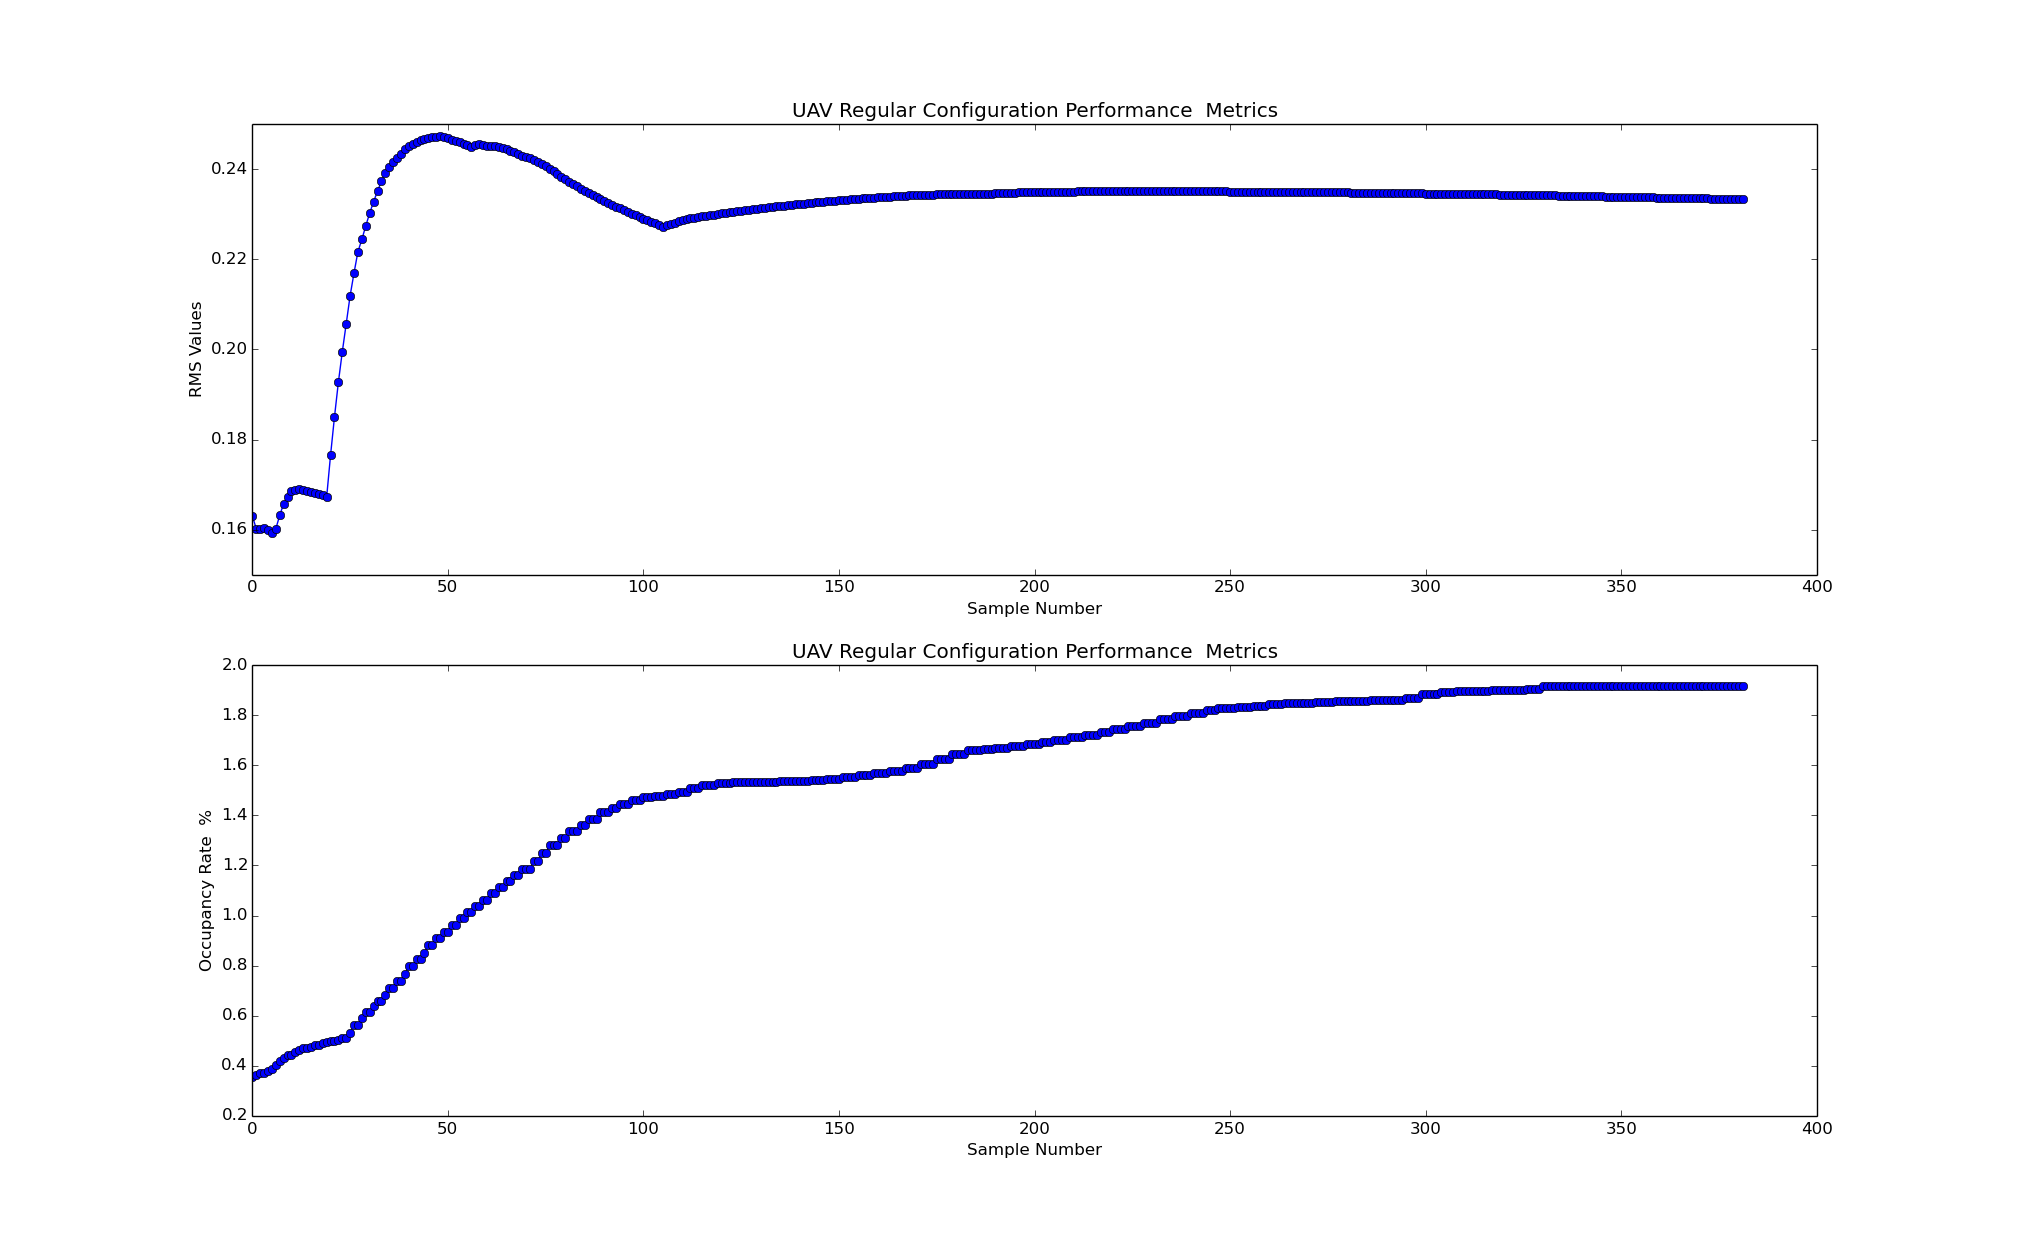 UAV Regular Configuration Performance  Metrics
0.24
0.22
0.20
0.18
0.16
RMS Values
0 50 100 150 200 250 300 350 400
Sample Number
UAV Regular Configuration Performance  Metrics
2.0
1.8
1.6
1.4
1.2
1.0
0.8
0.6
0.4
0.2
Occupancy Rate  %
0 50 100 150 200 250 300 350 400
Sample Number